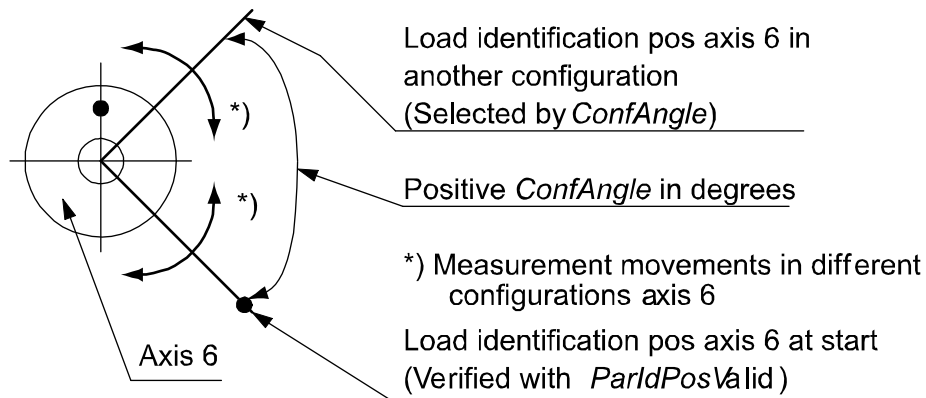 Load identification pos axis 6 in
another configuration
(Selected by ConfAngle)
*)
Positive ConfAngle in degrees
*)
*) Measurement movements in different
configurations axis 6
Load identification pos axis 6 at start
(Verified with ParIdPosValid)
Axis 6